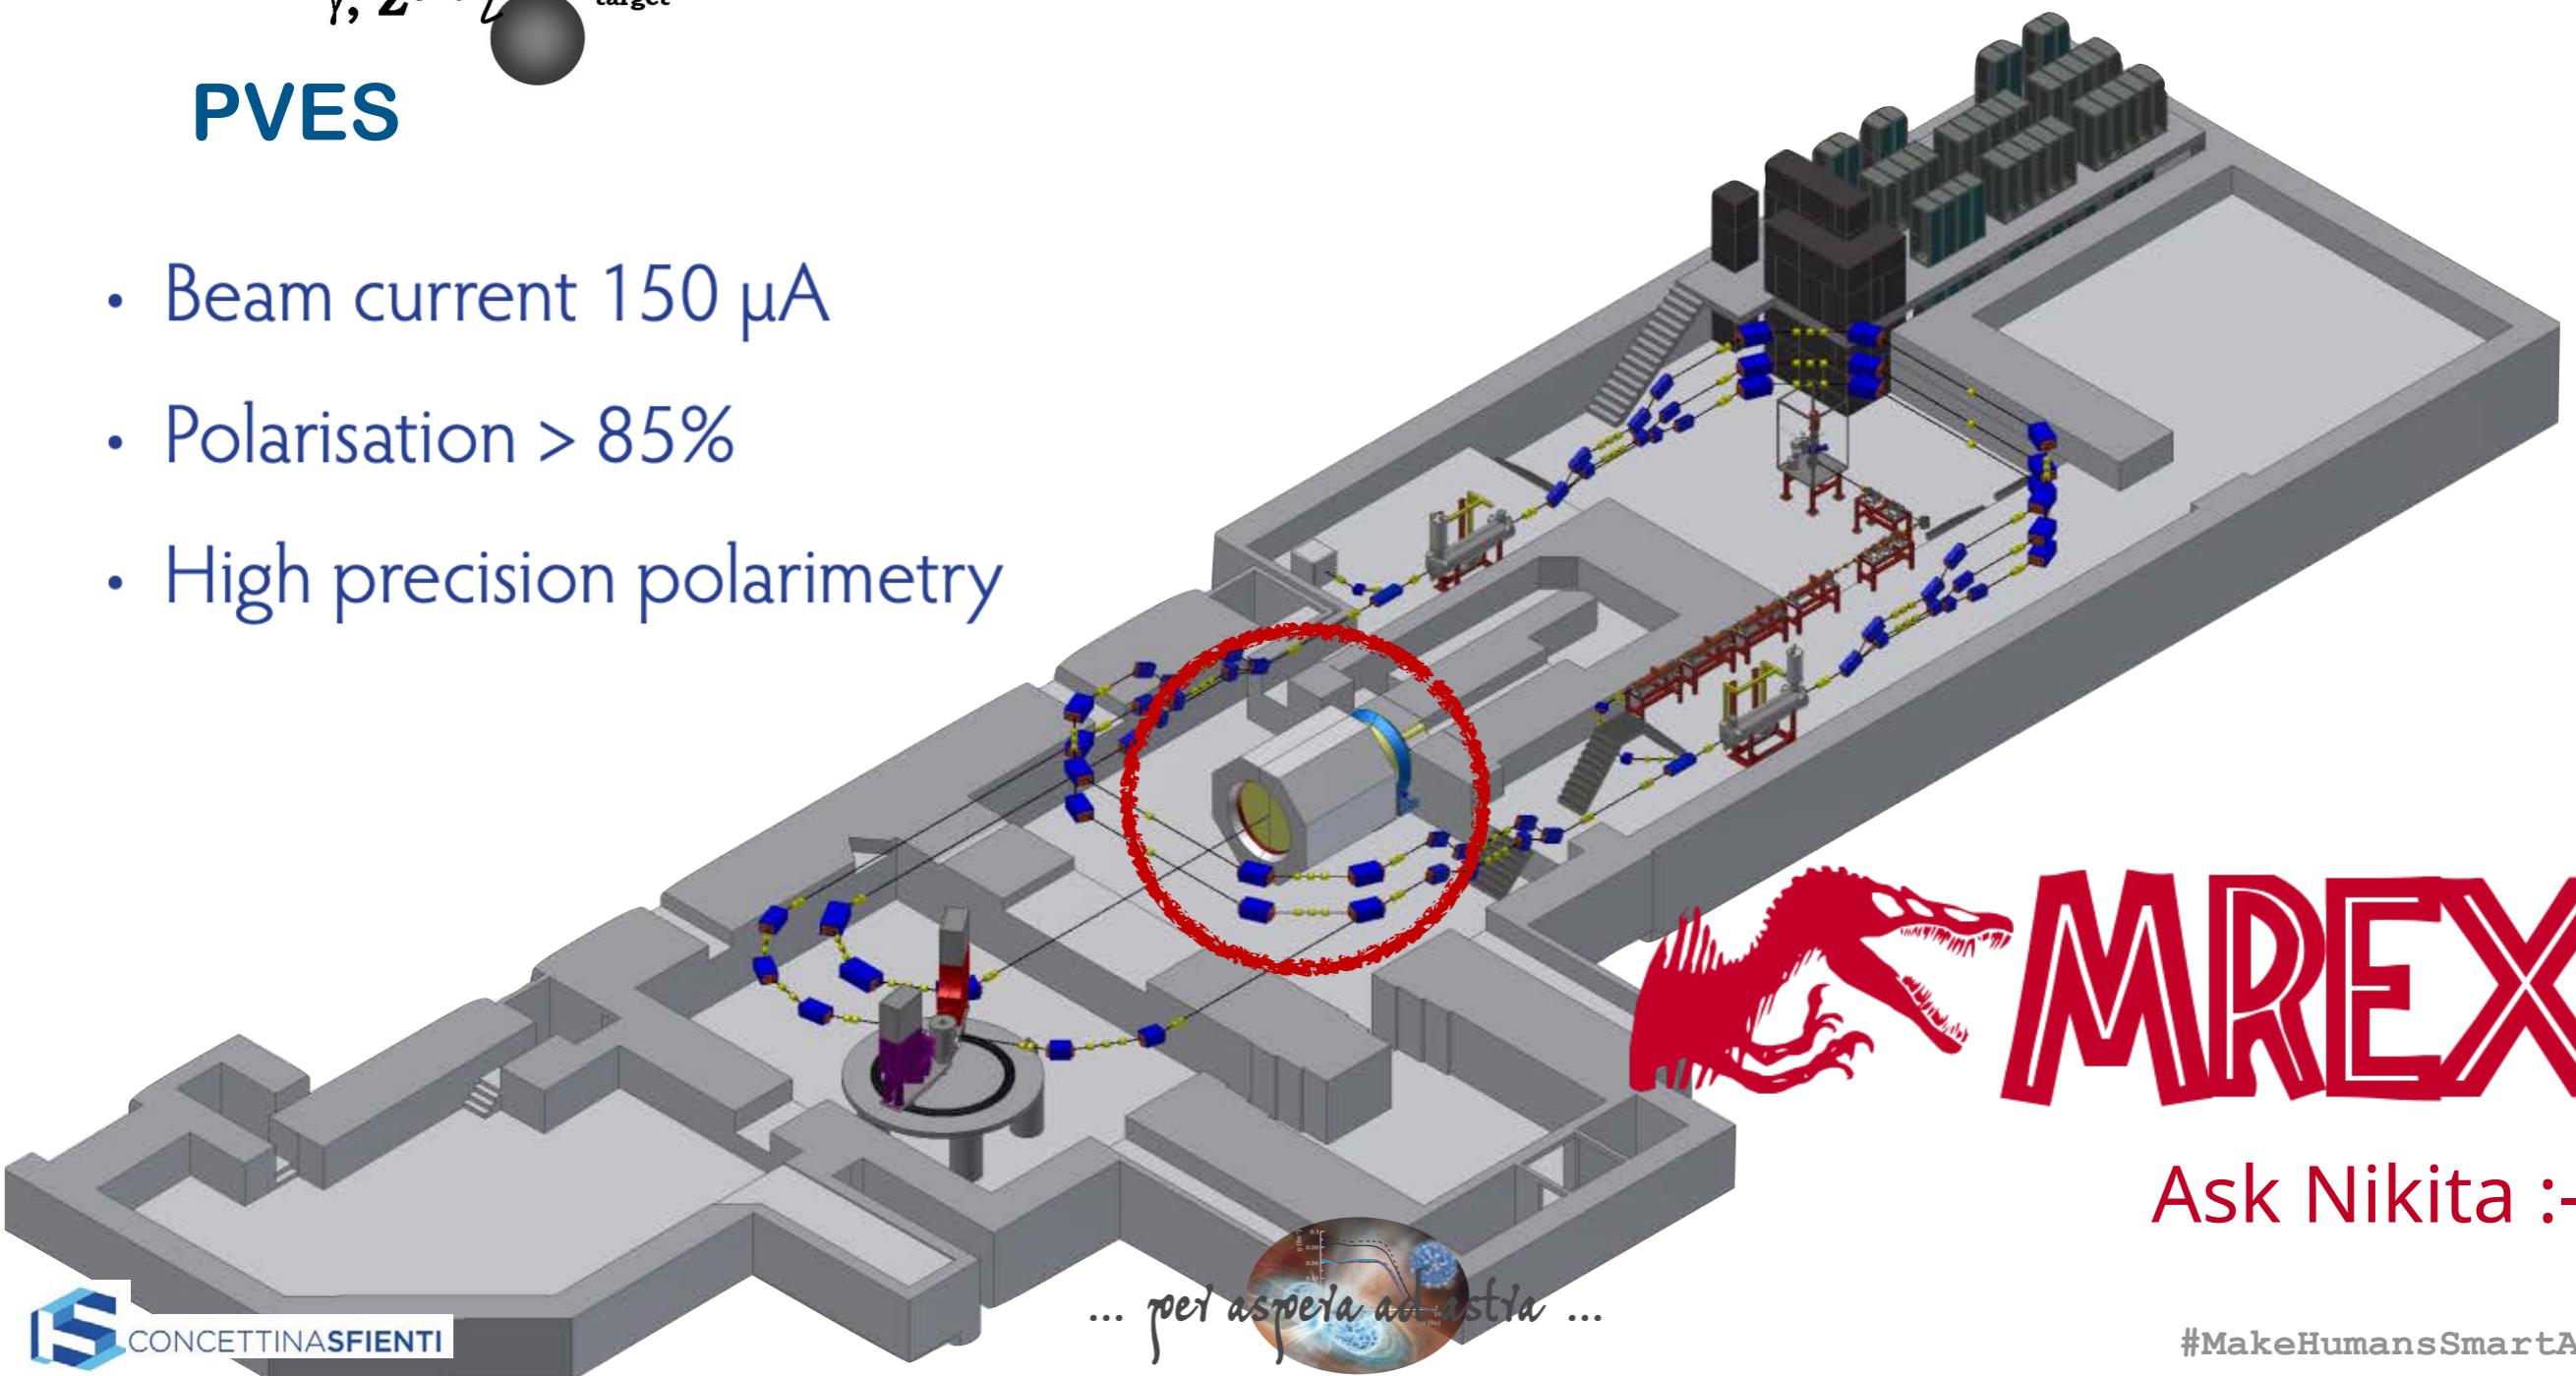 target
PVES
• Beam current 150 μA
• Polarisation > 85%
• High precision polarimetry
MREX
Ask Nikita :-
... per aspera ad astra ...
CONCETTINASFIENTI
#MakeHumansSmartA